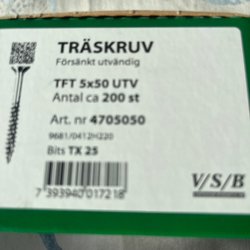 TRÄSKRUV
Försänkt utvändig
TFT 5x50 UTV
Antal ca 200 st
Art. nr 4705050
9681/0412H220
Bits TX 25
7 393940 017218
V/S/B